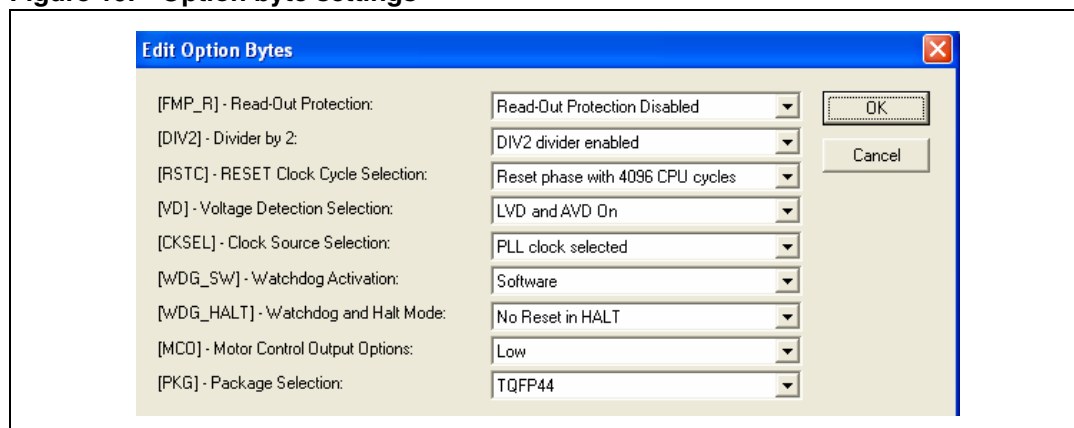 Edit Option Bytes
[FMP_R] - Read-Out Protection: Read-Out Protection Disabled OK
[DIV2] - Divider by 2: DIV2 divider enabled
Cancel
[RSTC] - RESET Clock Cycle Selection: Reset phase with 4096 CPU cycles
[VD] - Voltage Detection Selection: LVD and AVD On
[CKSEL] - Clock Source Selection: PLL clock selected
[WDG_SW] - Watchdog Activation: Software
[WDG_HALT] - Watchdog and Halt Mode: No Reset in HALT
[MCO] - Motor Control Output Options: Low
[PKG] - Package Selection: TQFP44